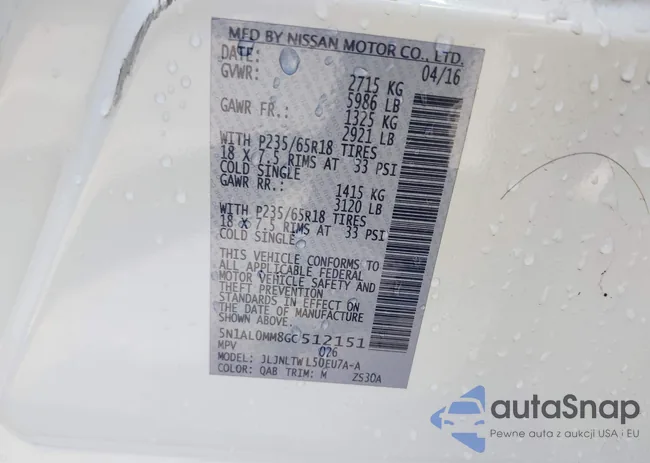 MFD BY NISSAN MOTOR CO., LTD.
DATE: 04/16
GVWR: 2715 KG
5986 LB
GAWR FR.: 1325 KG
2921 LB
WITH P235/65R18 TIRES
18 X 7.5 RIMS AT 33 PSI
COLD SINGLE
GAWR RR.: 1415 KG
3120 LB
WITH P235/65R18 TIRES
18 X 7.5 RIMS AT 33 PSI
COLD SINGLE
THIS VEHICLE CONFORMS TO
ALL APPLICABLE FEDERAL
MOTOR VEHICLE SAFETY AND
THEFT PREVENTION
STANDARDS IN EFFECT ON
THE DATE OF MANUFACTURE
SHOWN ABOVE.
5N1AL0MM8GC512151
MPV 026
MODEL: JLJNLTWL50EU7A-A
COLOR: QAB TRIM: M ZS30A
autaSnap
Pewne auta z aukcji USA i EU